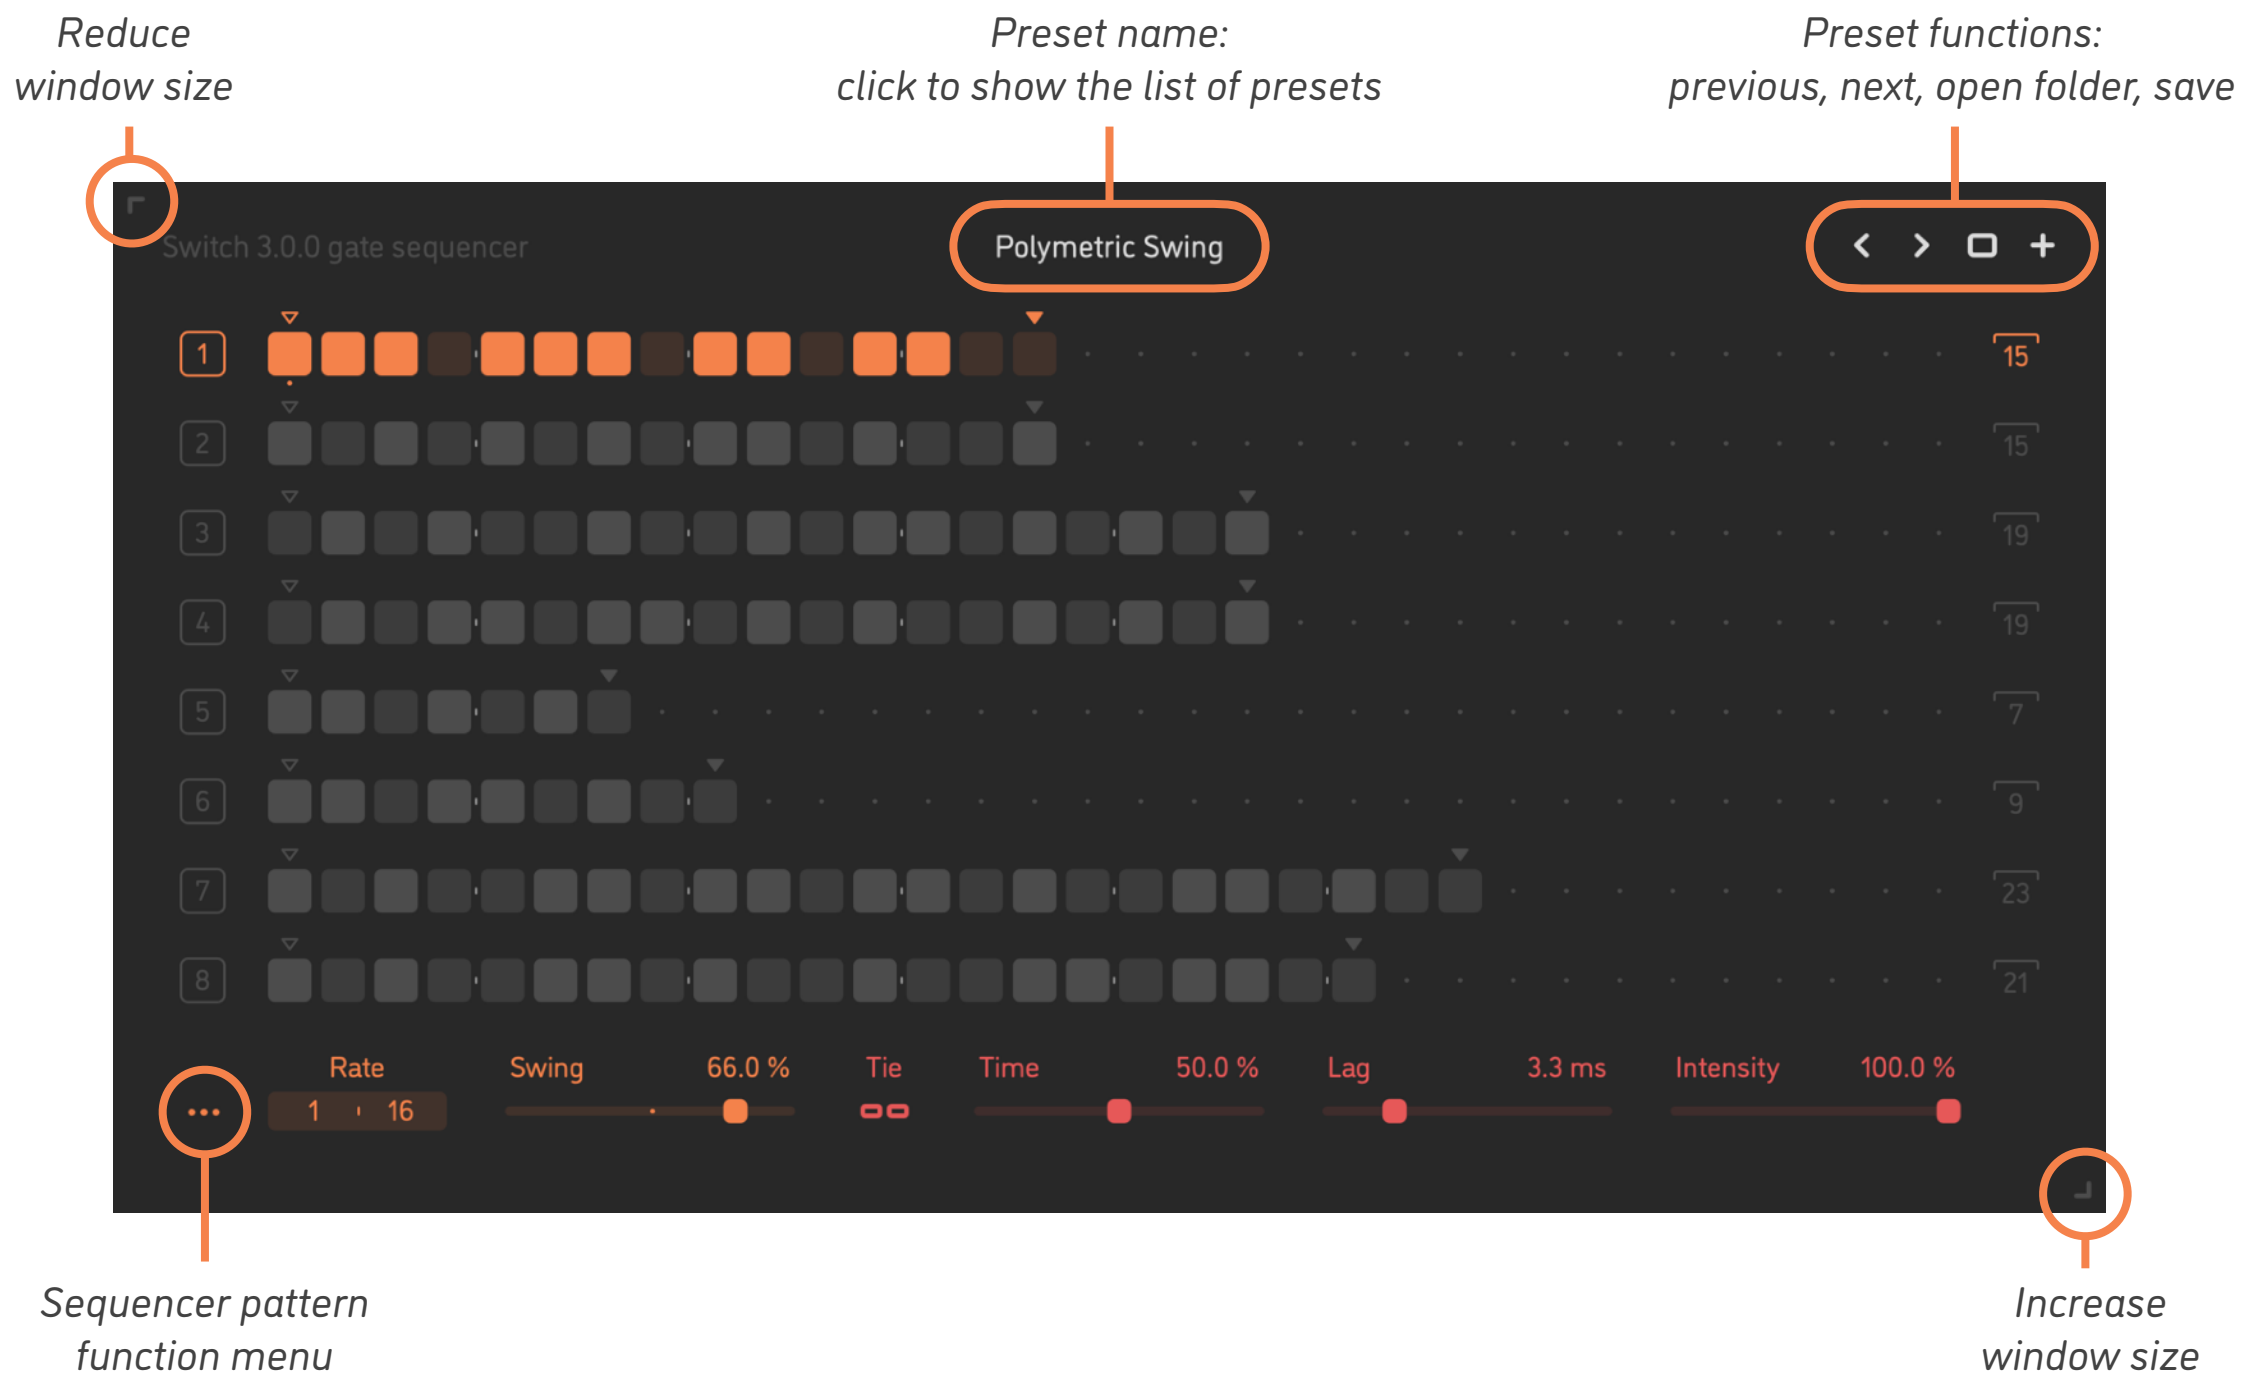 Reduce
window size
Preset name:
click to show the list of presets
Preset functions:
previous, next, open folder, save
Switch 3.0.0 gate sequencer
Polymetric Swing
1
15
2
15
3
19
4
19
5
7
6
9
7
23
8
21
Rate
Swing 66.0 %
Tie
Time 50.0 %
Lag 3.3 ms
Intensity 100.0 %
1 16
Sequencer pattern
function menu
Increase
window size